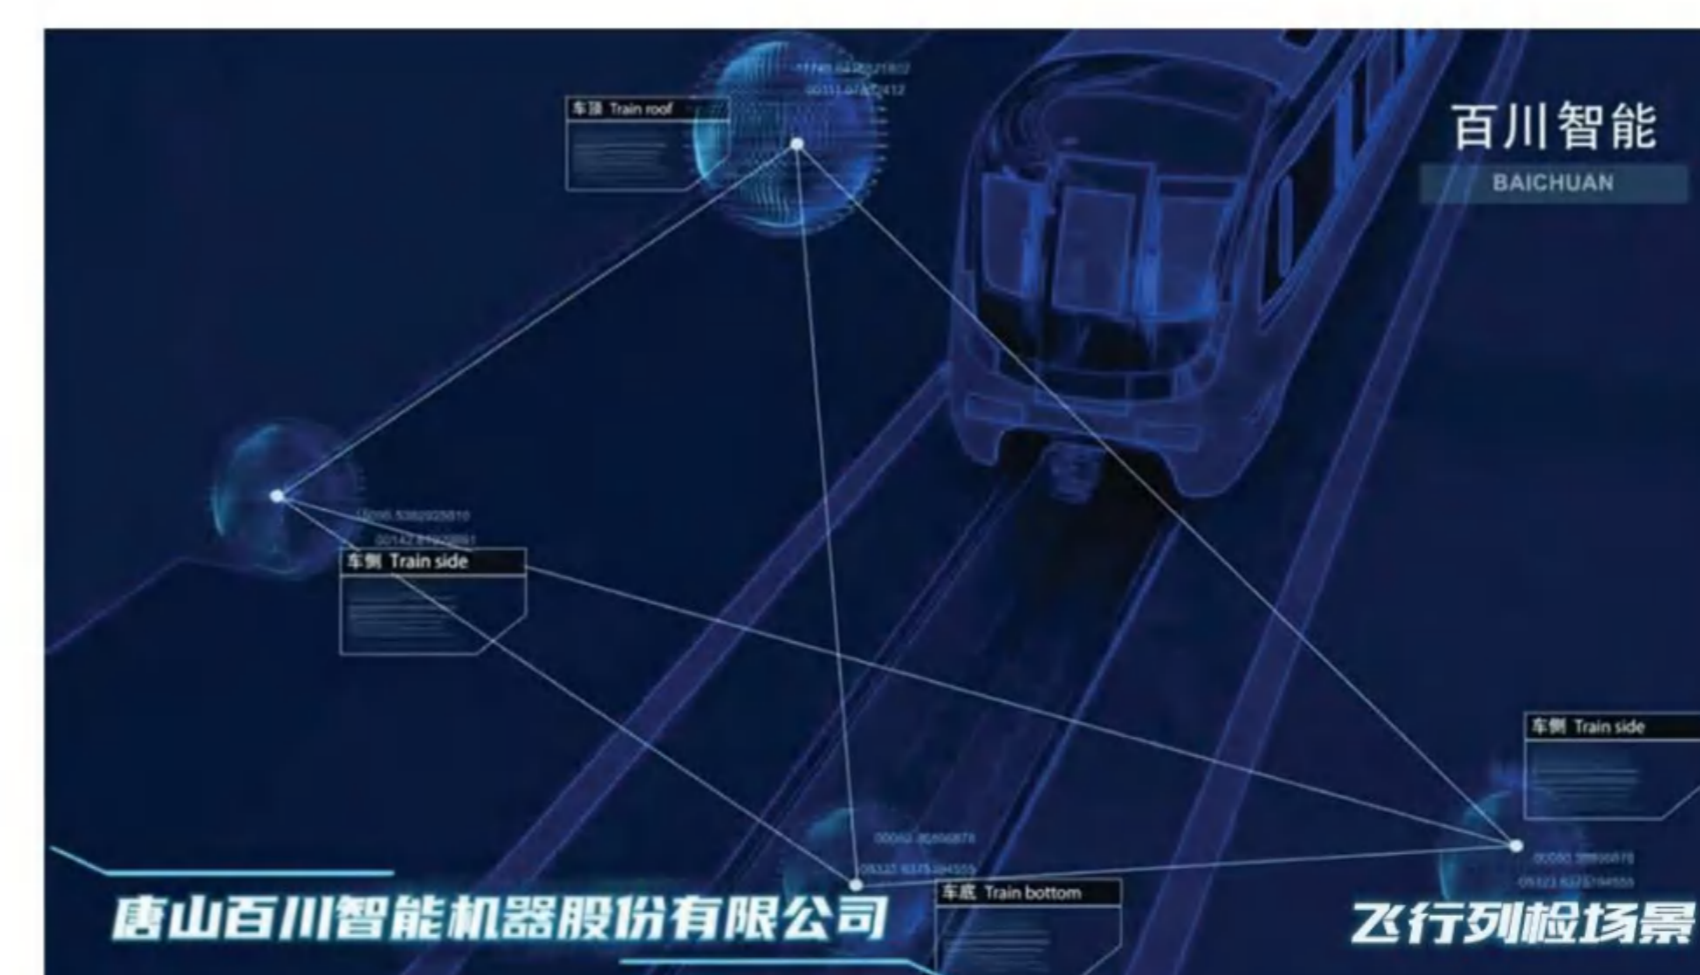 车顶 Train roof
百川智能
BAICHUAN
车侧 Train side
车侧 Train side
车底 Train bottom
唐山百川智能机器股份有限公司
飞行列检场景